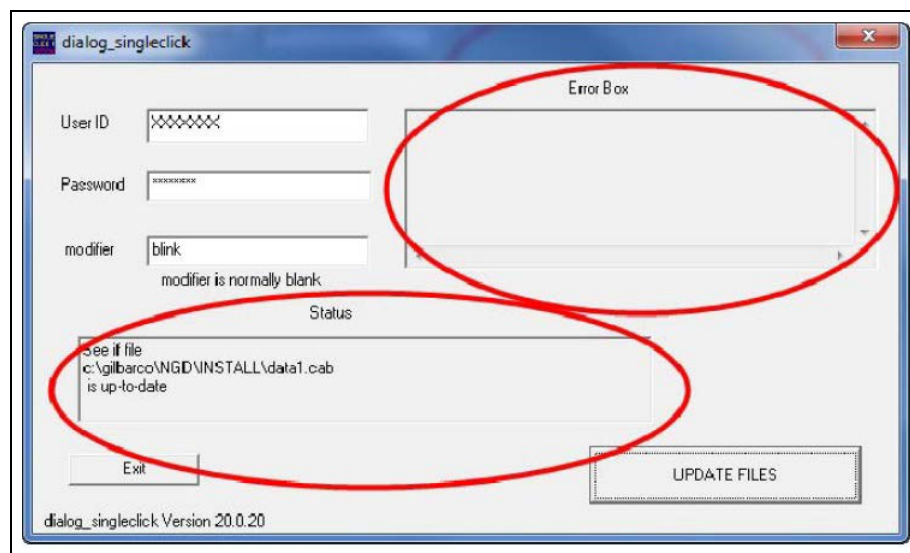 dialog_singleclick
Error Box
User ID XXXXXXX
Password ********
modifier blink
modifier is normally blank
Status
See if file
c:\gilbarco\NGD\INSTALL\data1.cab
is up-to-date
Exit
UPDATE FILES
dialog_singleclick Version 20.0.20